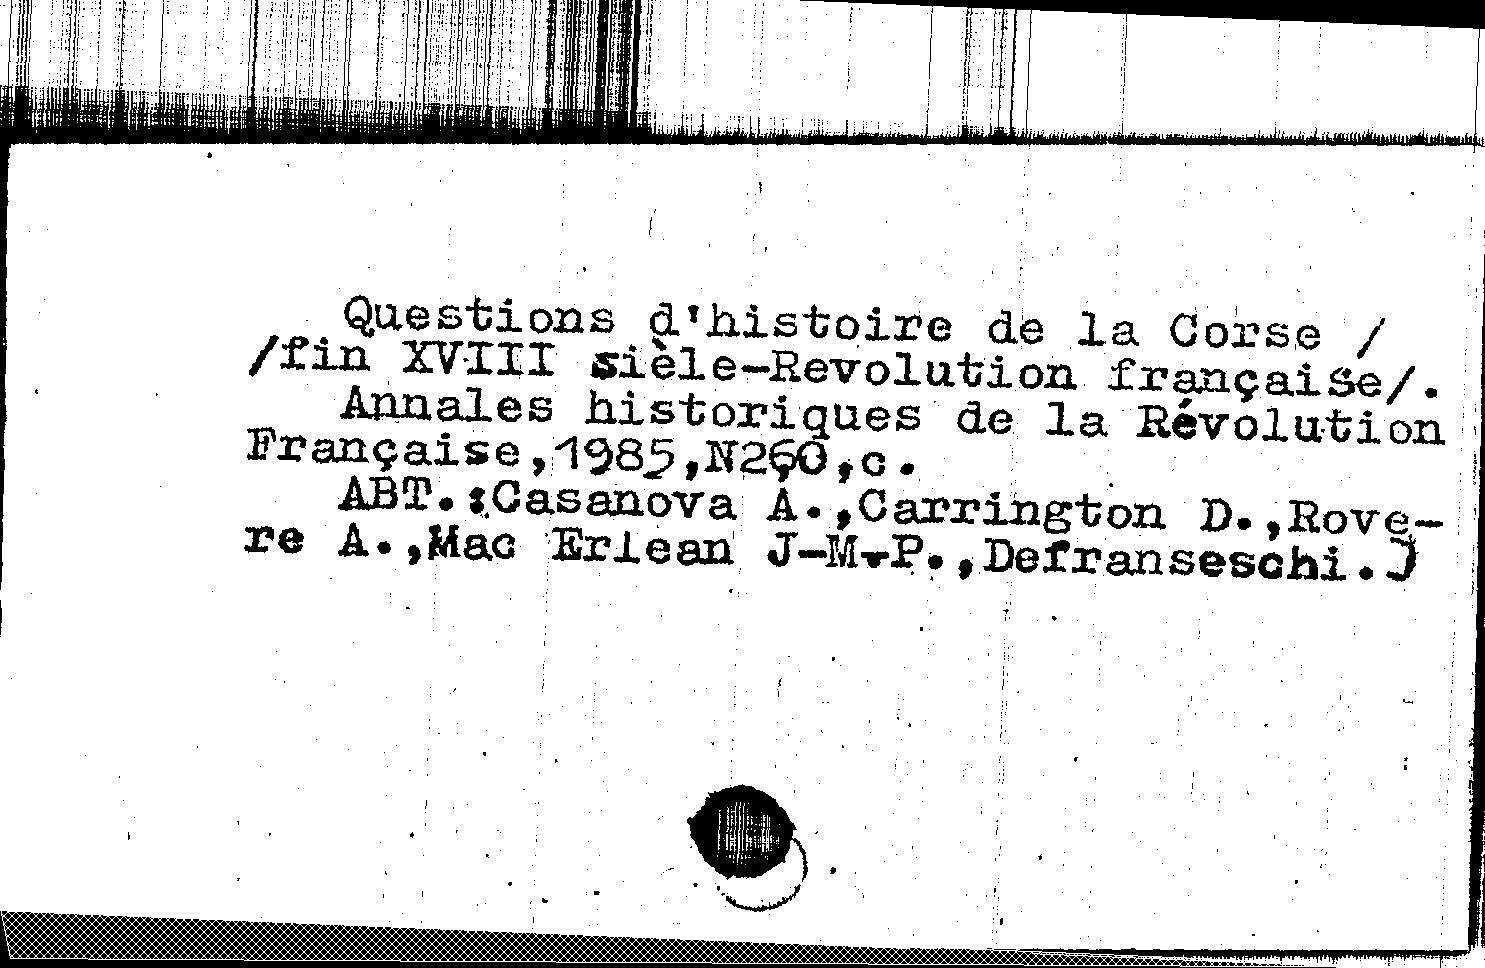 Questions d'histoire de la Corse /
/fin XVIII sièle-Revolution française/.
Annales historiques de la Révolution
Française,1985,N260,c.
ABT.:Casanova A.,Carrington D.,Rove-
re A.,Mac Erlean J-M-P.,Defranseschi.J